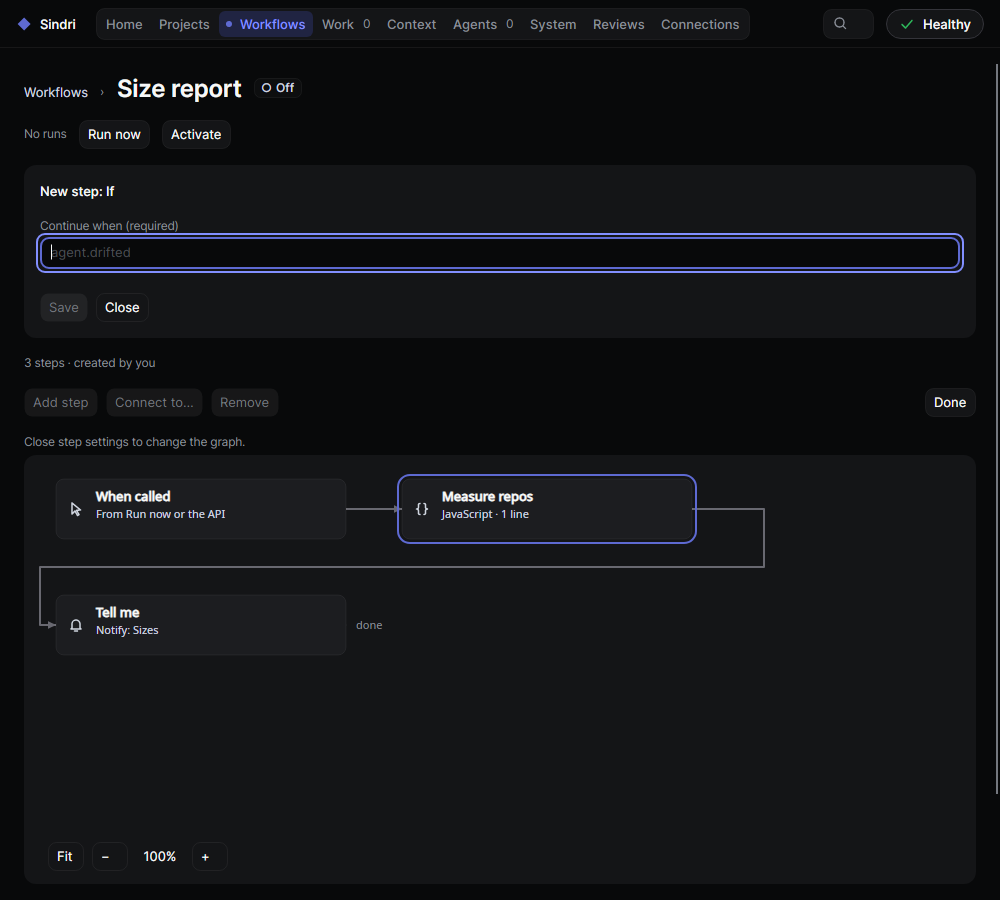 Sindri Home Projects Workflows Work 0 Context Agents 0 System Reviews Connections Healthy
Workflows › Size report Off
No runs Run now Activate
New step: If
Continue when (required)
agent.drifted
Save Close
3 steps · created by you
Add step Connect to... Remove Done
Close step settings to change the graph.
When called
From Run now or the API
{} Measure repos
JavaScript · 1 line
Tell me
Notify: Sizes
done
Fit − 100% +